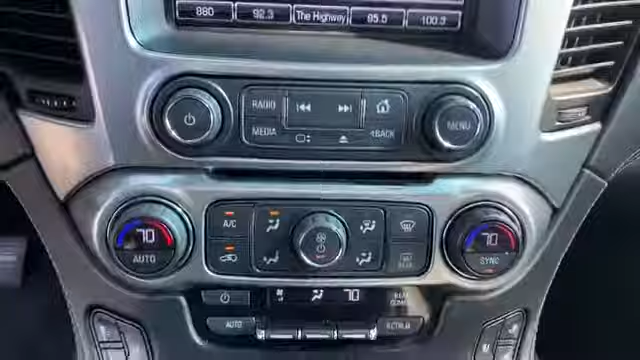 880 92.3 The Highway 95.5 100.3
RADIO
MEDIA BACK
MENU
70
AUTO
A/C
70
SYNC
70
AUTO